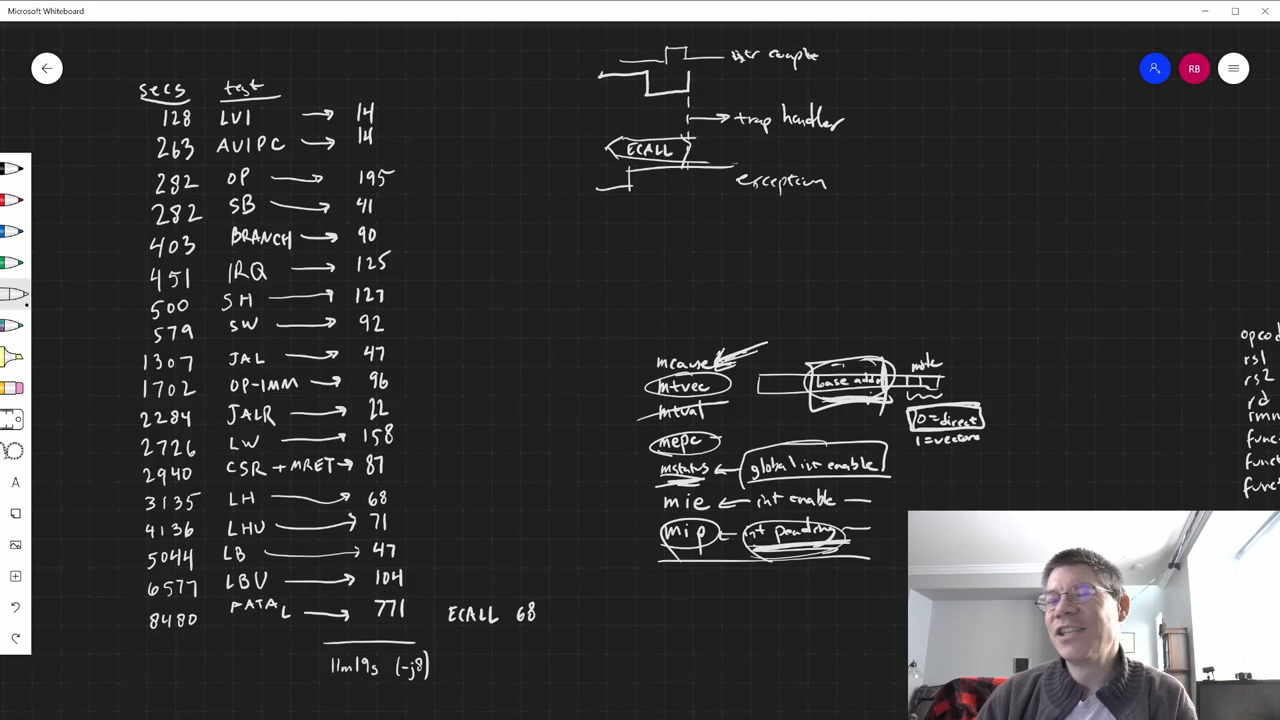 Microsoft Whiteboard
RB
secs test
128 LUI → 14
263 AUIPC → 14
282 OP → 195
282 SB → 41
403 BRANCH → 90
451 IRQ → 125
500 SH → 127
579 SW → 92
1307 JAL → 47
1702 OP-IMM → 96
2284 JALR → 22
2726 LW → 158
2940 CSR + MRET → 87
3135 LH → 68
4136 LHU → 71
5044 LB → 47
6577 LBU → 104
8480 FATAL → 771 ECALL 68
11m19s (-j8)
trap handler
ECALL
exception
mcause
mtvec
mtval
mepc
mstatus ← global int enable
mie ← int enable
mip ← int pending
base addr
mode
0 = direct
rs1
rs2
rd
A